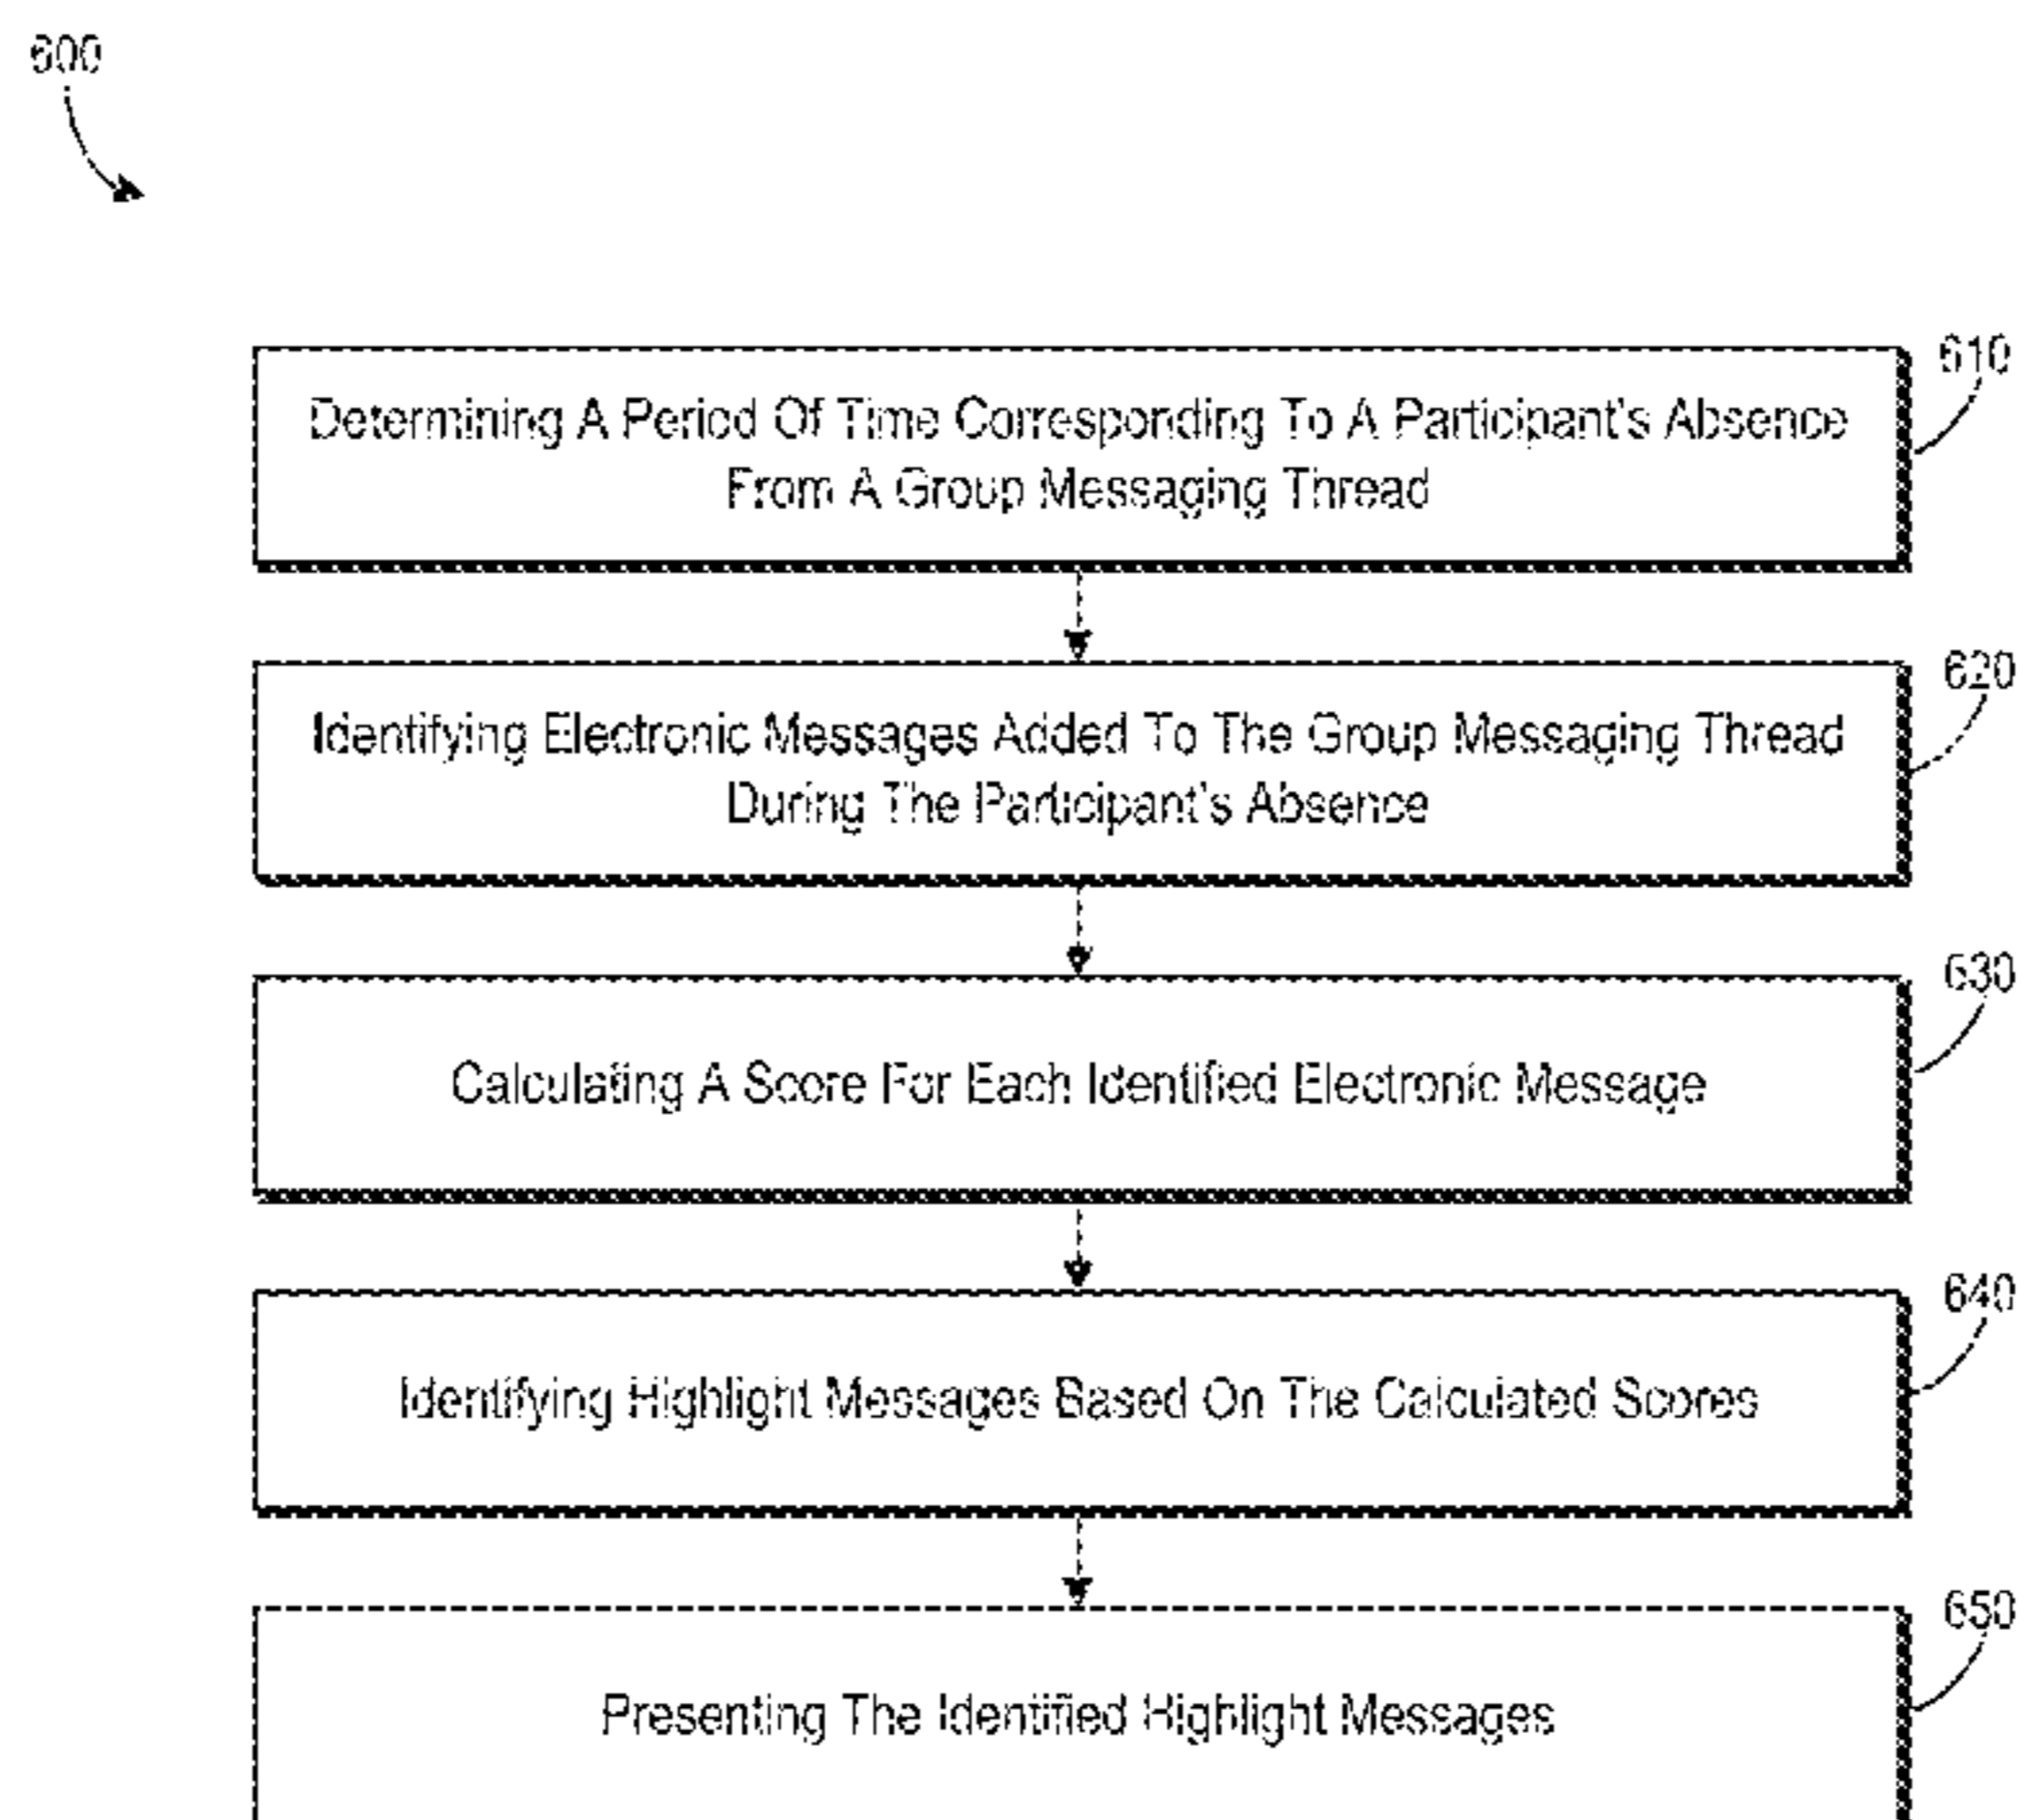 600
610
Determining A Period Of Time Corresponding To A Participant's Absence
From A Group Messaging Thread
620
Identifying Electronic Messages Added To The Group Messaging Thread
During The Participant's Absence
630
Calculating A Score For Each Identified Electronic Message
640
Identifying Highlight Messages Based On The Calculated Scores
650
Presenting The Identified Highlight Messages